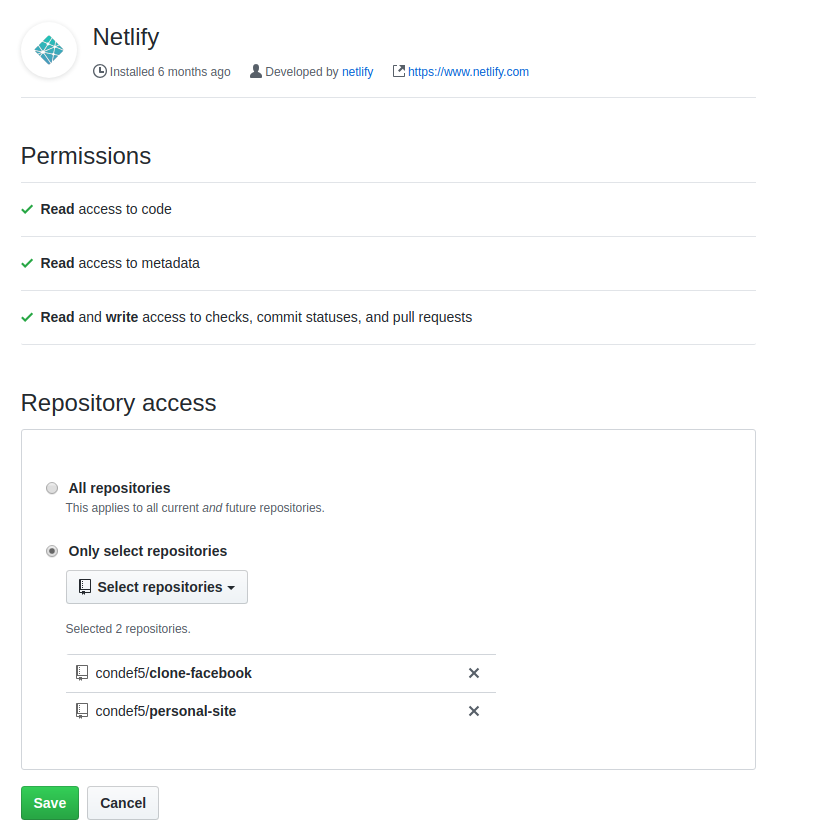 Netlify
Installed 6 months ago Developed by netlify https://www.netlify.com
Permissions
Read access to code
Read access to metadata
Read and write access to checks, commit statuses, and pull requests
Repository access
All repositories
This applies to all current and future repositories.
Only select repositories
Select repositories
Selected 2 repositories.
condef5/clone-facebook
condef5/personal-site
Save Cancel